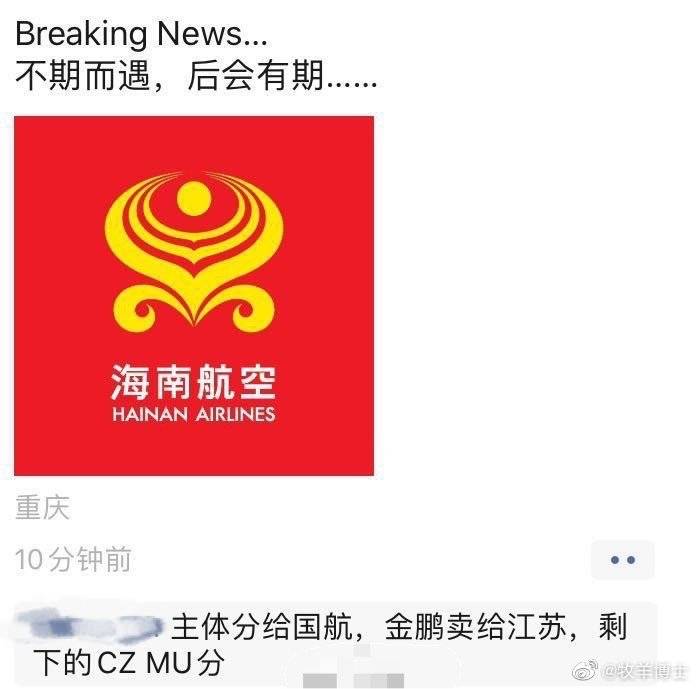 Breaking News...
不期而遇，后会有期......
海南航空
HAINAN AIRLINES
重庆
10分钟前
: 主体分给国航，金鹏卖给江苏，剩
下的CZ MU分
@牧羊博士